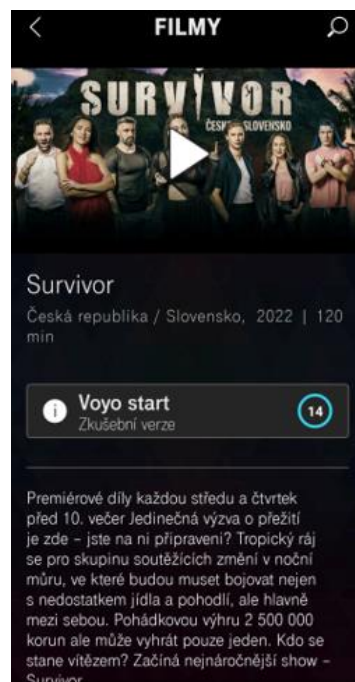 FILMY
SURVIVOR
ČESKO SLOVENSKO
Survivor
Česká republika / Slovensko, 2022 | 120
min
Voyo start
Zkušební verze
14
Premiérové díly každou středu a čtvrtek
před 10. večer Jedinečná výzva o přežití
je zde – jste na ni připraveni? Tropický ráj
se pro skupinu soutěžících změní v noční
můru, ve které budou muset bojovat nejen
s nedostatkem jídla a pohodlí, ale hlavně
mezi sebou. Pohádkovou výhru 2 500 000
korun ale může vyhrát pouze jeden. Kdo se
stane vítězem? Začíná nejnáročnější show –
Survivor